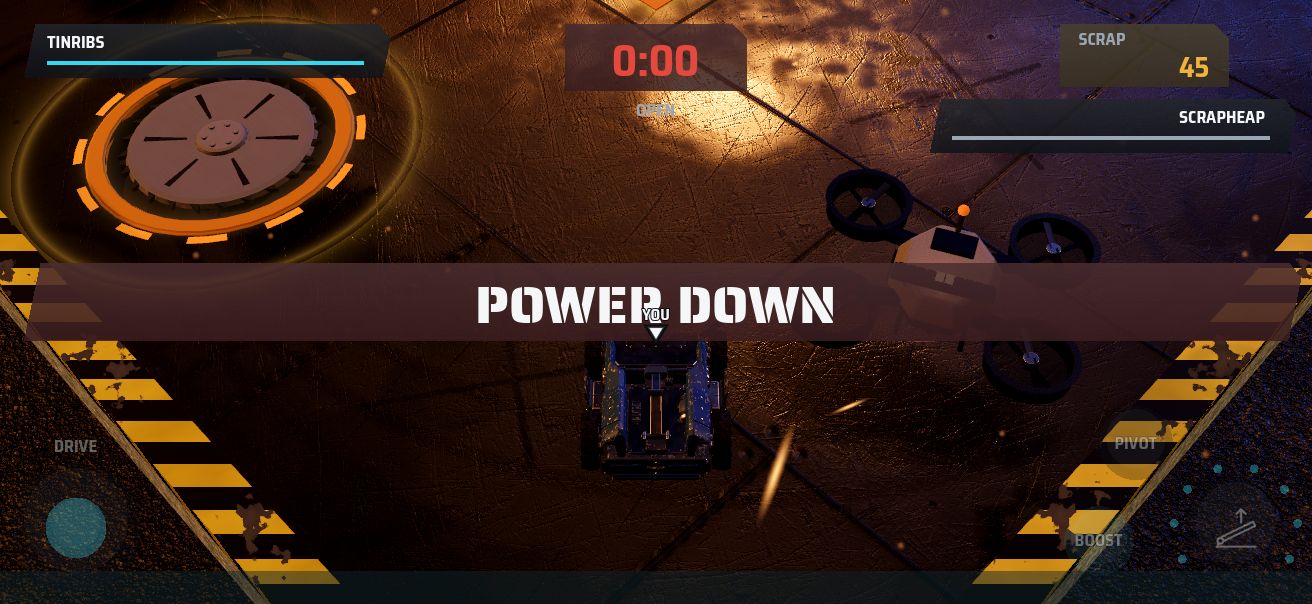 TINRIBS
0:00
OPEN
SCRAP
45
SCRAPHEAP
POWER DOWN
YOU
DRIVE
PIVOT
BOOST